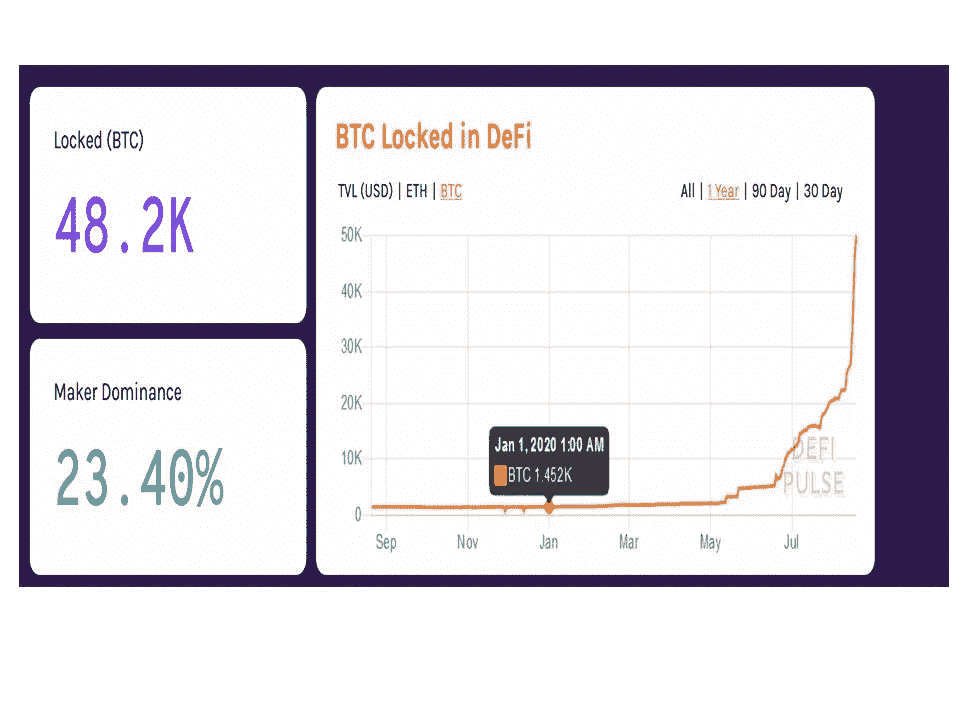 Locked (BTC)
48.2K
Maker Dominance
23.40%
BTC Locked in DeFi
TVL (USD) | ETH | BTC
All | 1 Year | 90 Day | 30 Day
50K
40K
30K
20K
10K
0
Jan 1, 2020 1:00 AM
BTC 1.452K
DEFI
PULSE
Sep
Nov
Jan
Mar
May
Jul